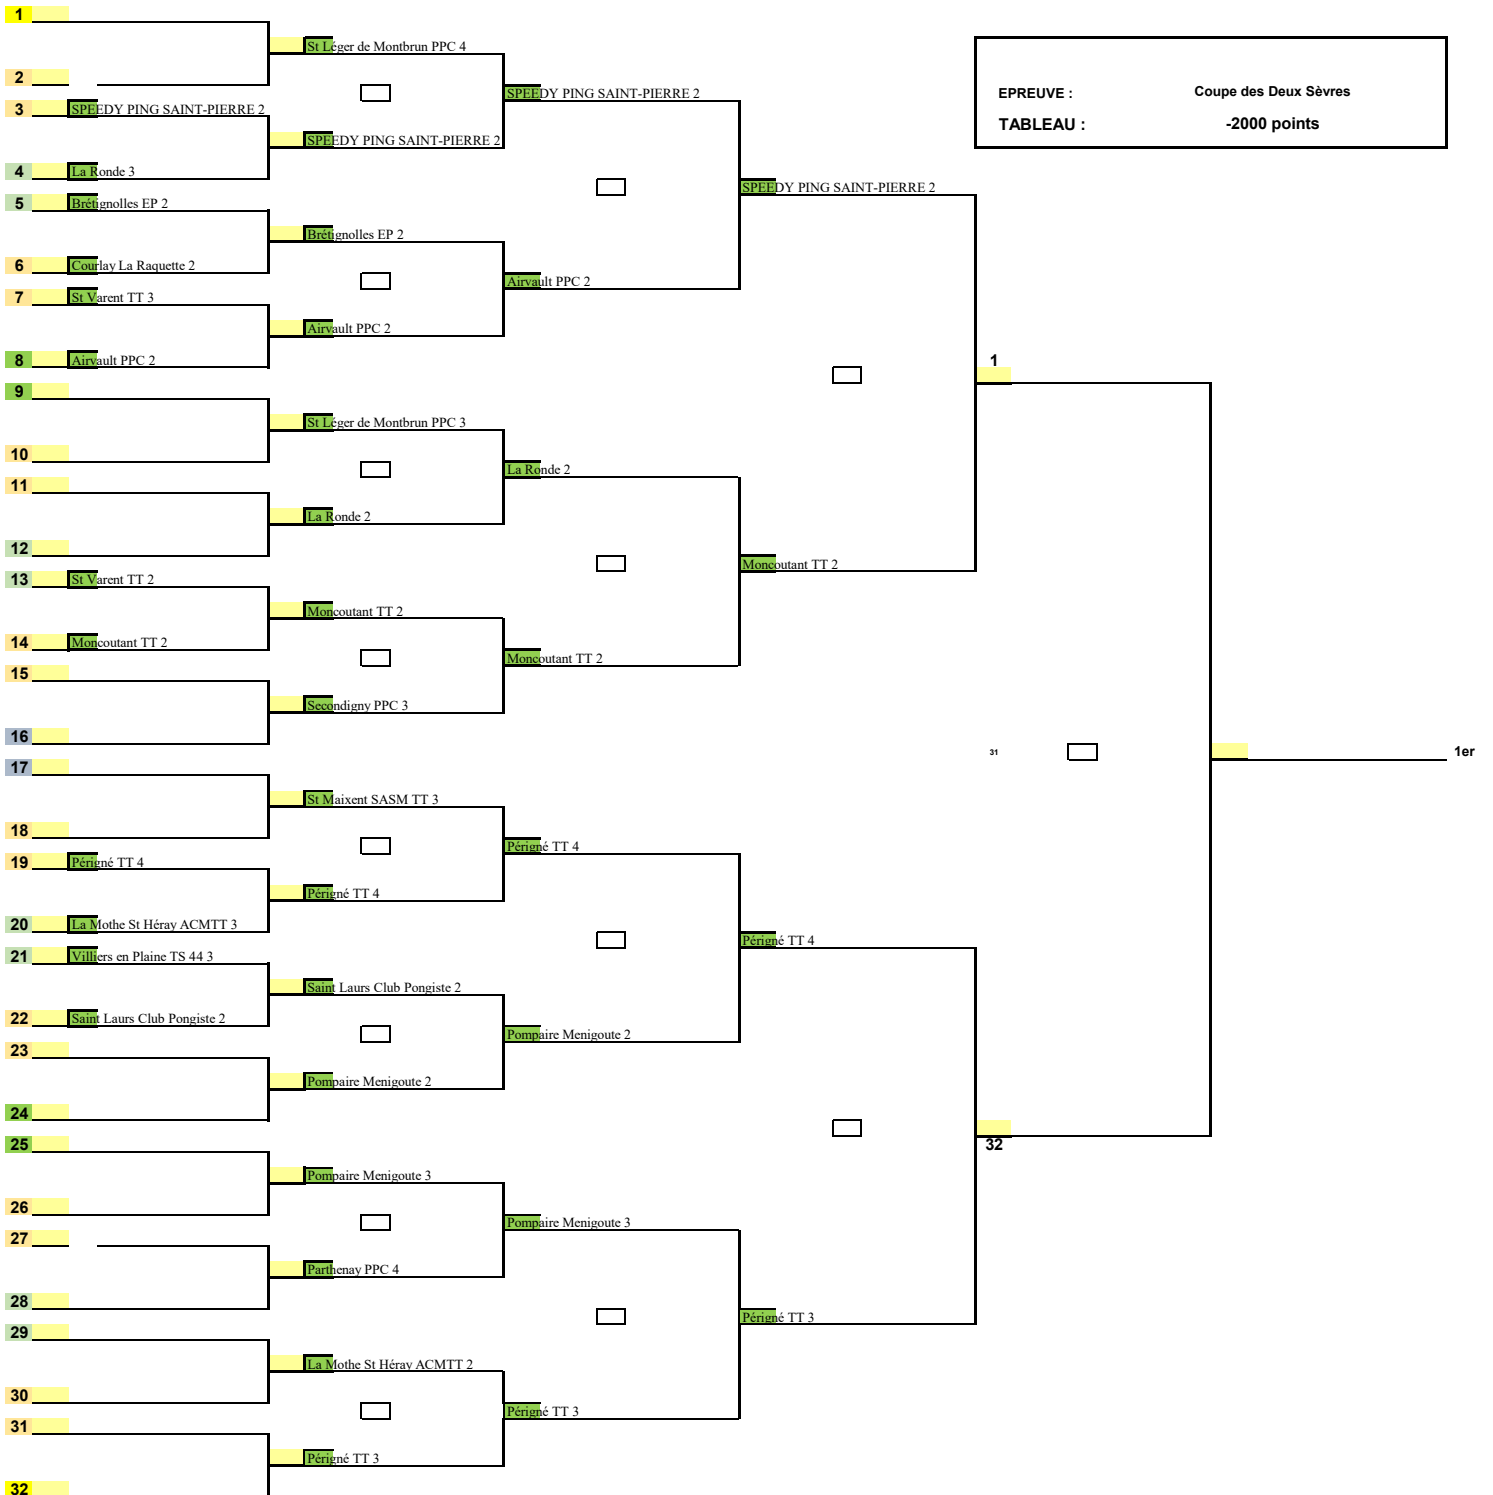 1
St Léger de Montbrun PPC 4
2
SPEEDY PING SAINT-PIERRE 2
EPREUVE :
Coupe des Deux Sèvres
3
SPEEDY PING SAINT-PIERRE 2
TABLEAU :
-2000 points
SPEEDY PING SAINT-PIERRE 2
4
La Ronde 3
SPEEDY PING SAINT-PIERRE 2
5
Brétignolles EP 2
Brétignolles EP 2
6
Courlay La Raquette 2
Airvault PPC 2
7
St Varent TT 3
Airvault PPC 2
8
Airvault PPC 2
1
9
St Léger de Montbrun PPC 3
10
La Ronde 2
11
La Ronde 2
12
Moncoutant TT 2
13
St Varent TT 2
Moncoutant TT 2
14
Moncoutant TT 2
Moncoutant TT 2
15
Secondigny PPC 3
16
31
1er
17
St Maixent SASM TT 3
18
Périgné TT 4
19
Périgné TT 4
Périgné TT 4
20
La Mothe St Héray ACMTT 3
Périgné TT 4
21
Villiers en Plaine TS 44 3
Saint Laurs Club Pongiste 2
22
Saint Laurs Club Pongiste 2
Pompaire Menigoute 2
23
Pompaire Menigoute 2
24
25
32
Pompaire Menigoute 3
26
Pompaire Menigoute 3
27
Parthenay PPC 4
28
Périgné TT 3
29
La Mothe St Héray ACMTT 2
30
Périgné TT 3
31
Périgné TT 3
32